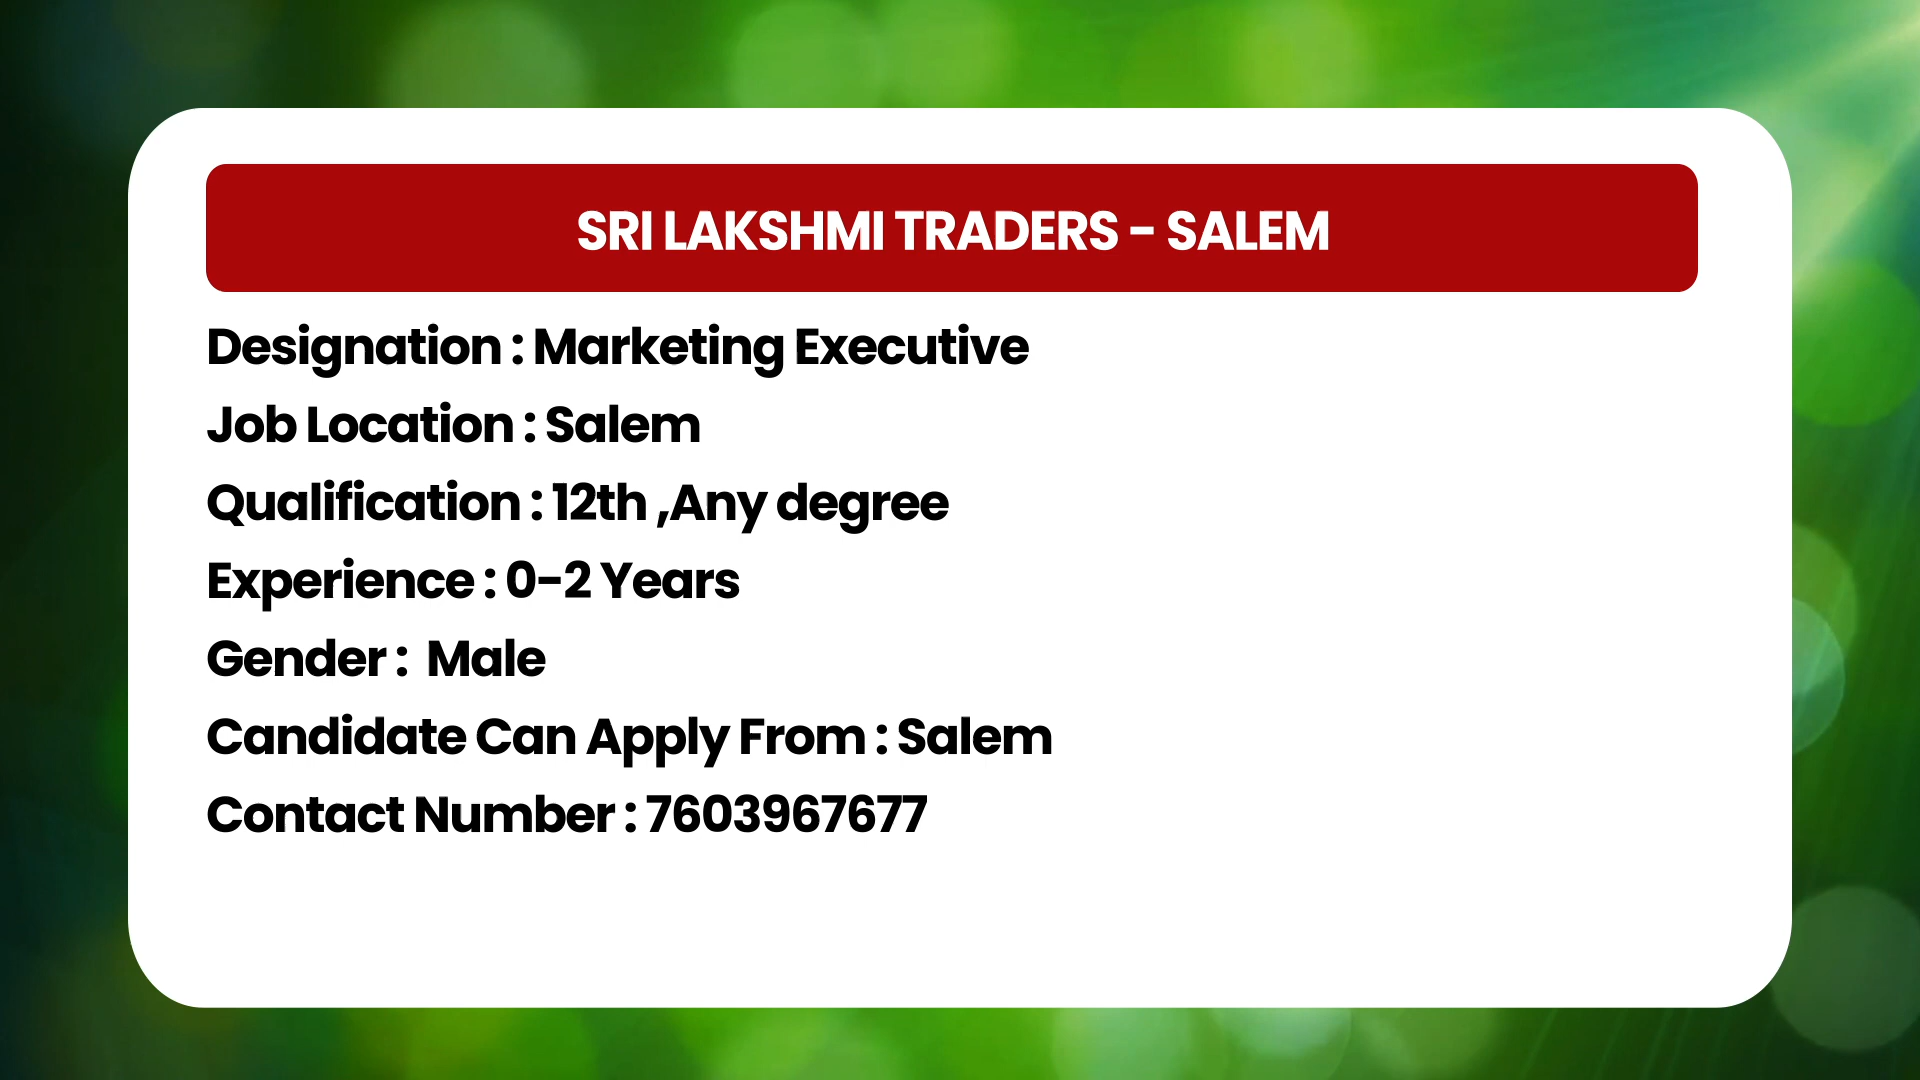 SRI LAKSHMI TRADERS - SALEM
Designation : Marketing Executive
Job Location : Salem
Qualification : 12th ,Any degree
Experience : 0-2 Years
Gender :  Male
Candidate Can Apply From : Salem
Contact Number : 7603967677